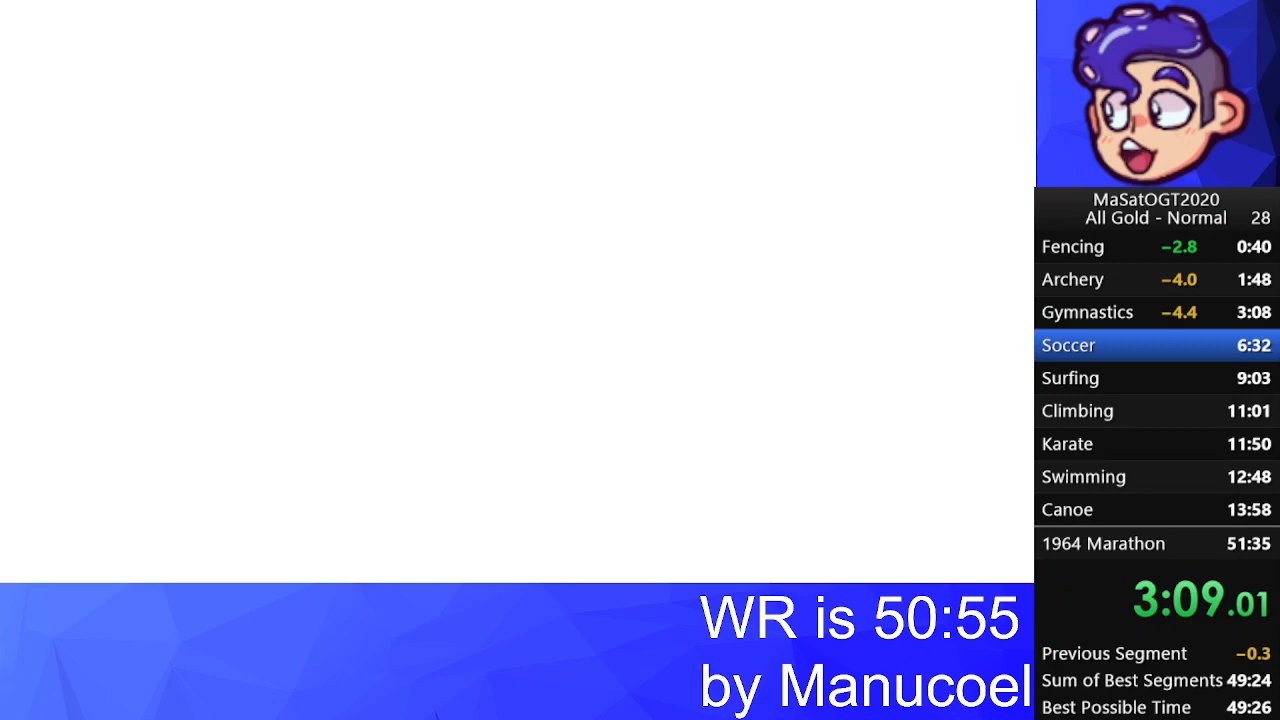 MaSatOGT2020
All Gold - Normal 28
Fencing −2.8 0:40
Archery −4.0 1:48
Gymnastics −4.4 3:08
Soccer 6:32
Surfing 9:03
Climbing 11:01
Karate 11:50
Swimming 12:48
Canoe 13:58
1964 Marathon 51:35
3:09.01
Previous Segment −0.3
Sum of Best Segments 49:24
Best Possible Time 49:26
WR is 50:55
by Manucoel